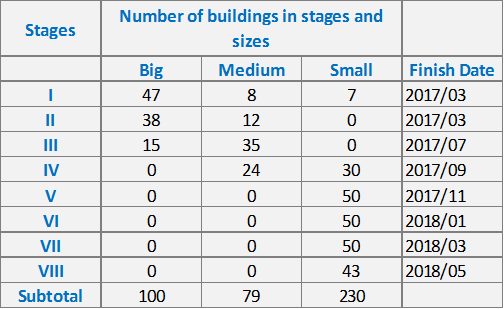 Stages Number of buildings in stages and
sizes
Big Medium Small Finish Date
I 47 8 7 2017/03
II 38 12 0 2017/03
III 15 35 0 2017/07
IV 0 24 30 2017/09
V 0 0 50 2017/11
VI 0 0 50 2018/01
VII 0 0 50 2018/03
VIII 0 0 43 2018/05
Subtotal 100 79 230